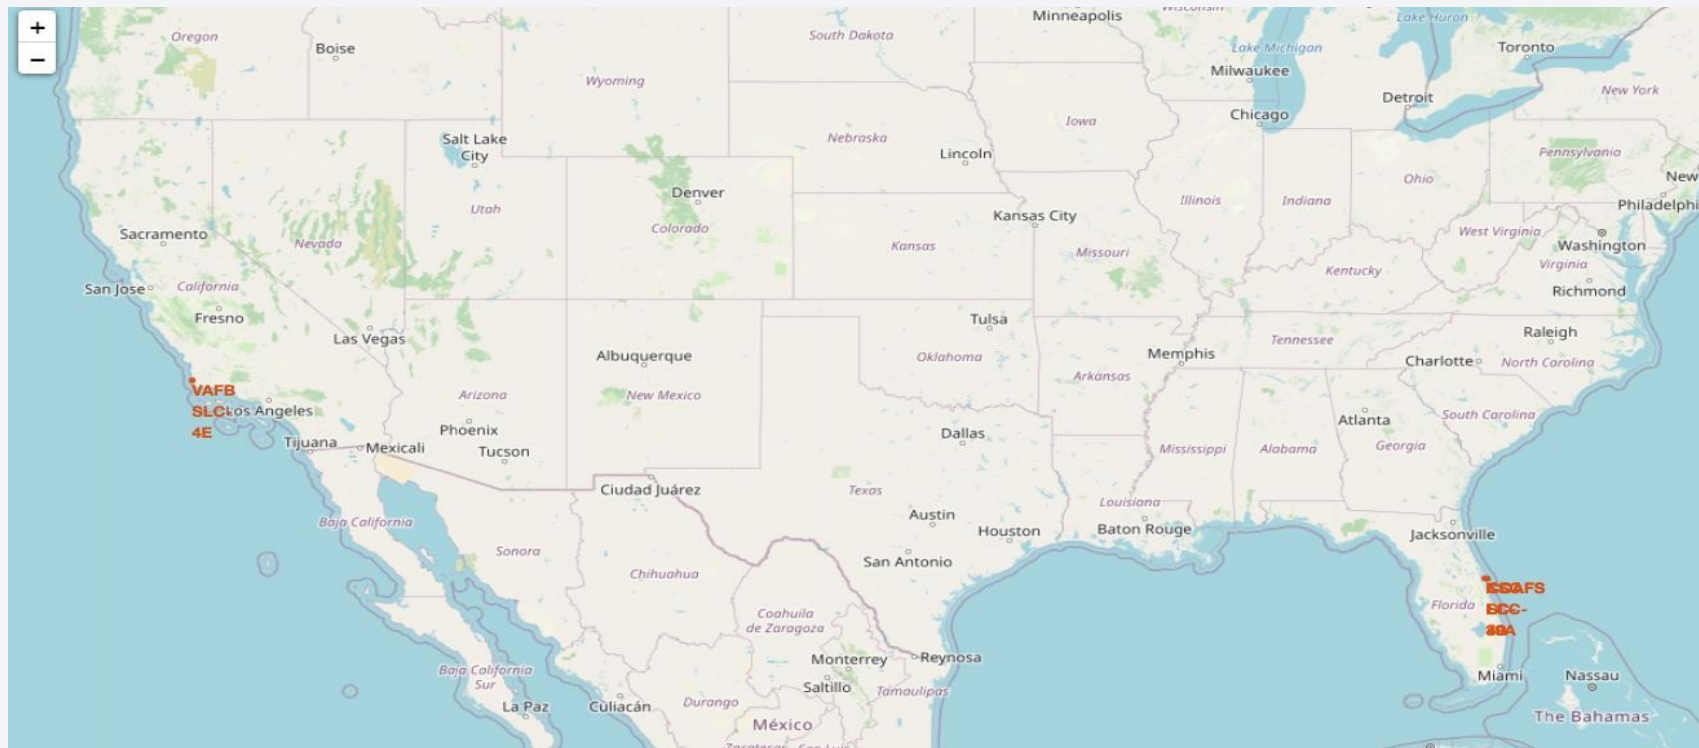 +
−
Oregon
Boise
Wyoming
South Dakota
Minneapolis
Wisconsin
Lake Michigan
Lake Huron
Toronto
Milwaukee
Detroit
New York
Chicago
Iowa
Salt Lake
City
Nebraska
Lincoln
Pennsylvania
New
Philadelphi
Utah
Denver
Colorado
Kansas City
Illinois
Indiana
Ohio
Sacramento
Nevada
Kansas
Missouri
West Virginia
Washington
Virginia
Kentucky
Richmond
San Jose
California
Fresno
Las Vegas
Tulsa
Raleigh
Tennessee
Albuquerque
Oklahoma
Memphis
Charlotte
North Carolina
Arizona
New Mexico
Arkansas
VAFB
SLC-
4E
Los Angeles
Phoenix
Atlanta
South Carolina
Tijuana
Mexicali
Tucson
Dallas
Mississippi
Alabama
Georgia
Ciudad Juárez
Texas
Louisiana
Baja California
Austin
Houston
Baton Rouge
Jacksonville
Sonora
San Antonio
Chihuahua
Florida
Coahuila
de Zaragoza
Monterrey
Reynosa
Baja California
Sur
Saltillo
Tamaulipas
Miami
Nassau
La Paz
Culiacán
Durango
México
The Bahamas
Zacatecas
San Luis